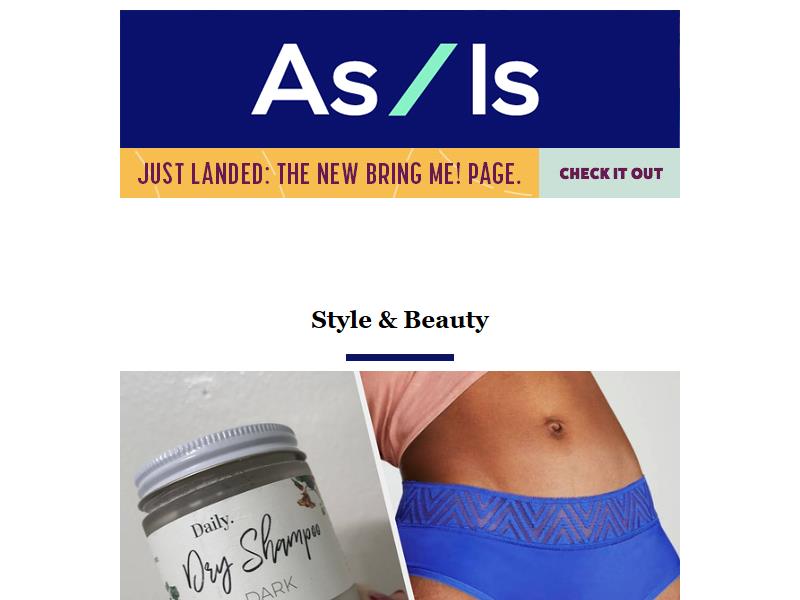 As/Is
JUST LANDED: THE NEW BRING ME! PAGE.
CHECK IT OUT
Style & Beauty
Daily.
Dry Shampoo
DARK